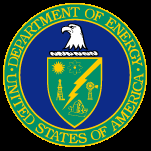 DEPARTMENT OF ENERGY
UNITED STATES OF AMERICA